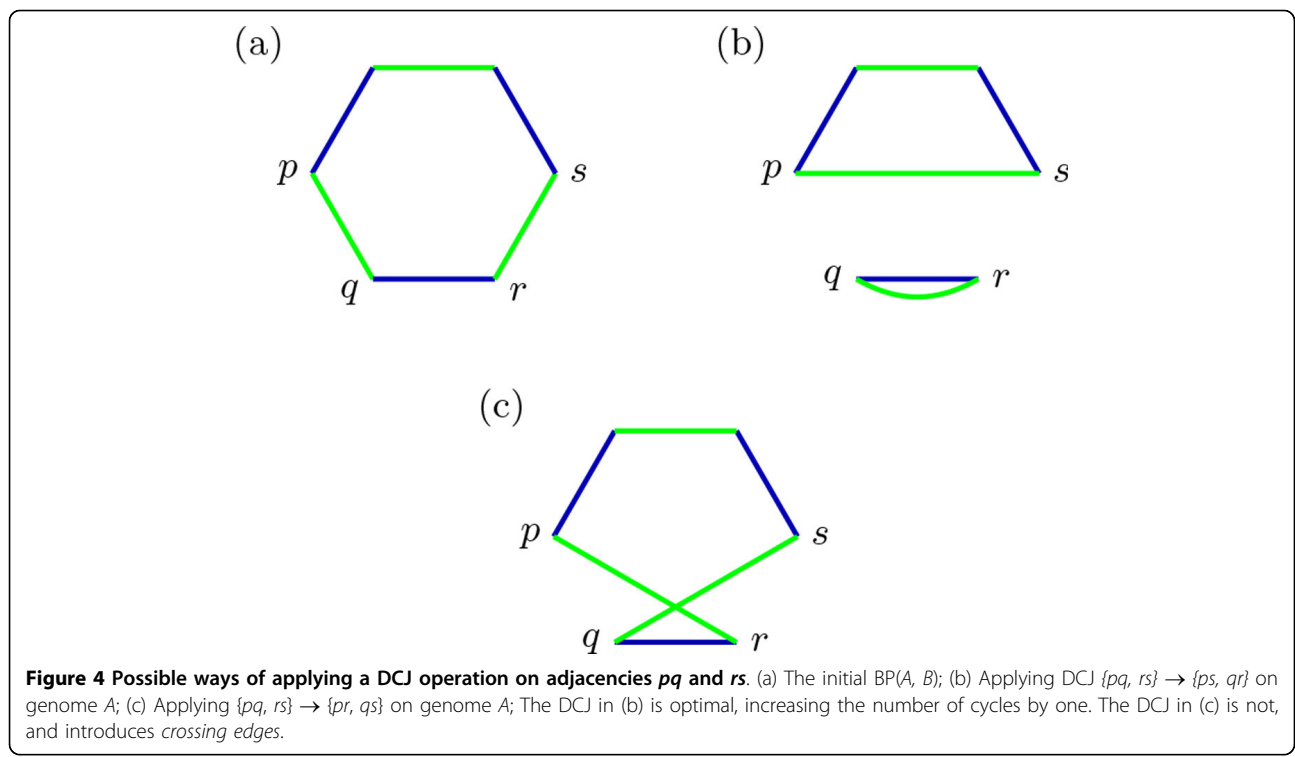 (a)
(b)
p
s
q
r
p
s
q
r
(c)
p
s
q
r
Figure 4 Possible ways of applying a DCJ operation on adjacencies pq and rs. (a) The initial BP(A, B); (b) Applying DCJ {pq, rs} → {ps, qr} on
genome A; (c) Applying {pq, rs} → {pr, qs} on genome A; The DCJ in (b) is optimal, increasing the number of cycles by one. The DCJ in (c) is not,
and introduces crossing edges.